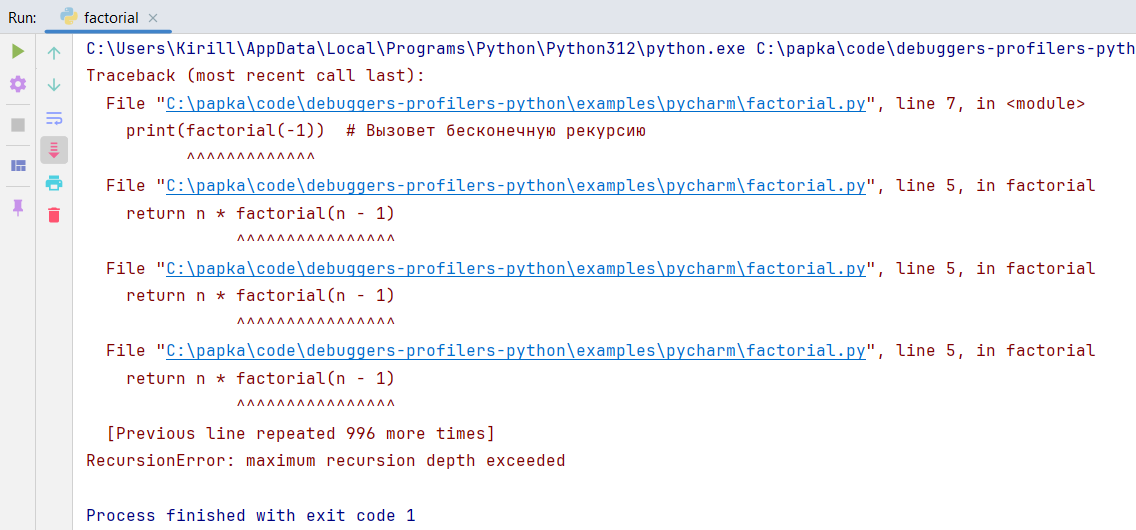 Run: factorial
C:\Users\Kirill\AppData\Local\Programs\Python\Python312\python.exe C:\papka\code\debuggers-profilers-pyth
Traceback (most recent call last):
File "C:\papka\code\debuggers-profilers-python\examples\pycharm\factorial.py", line 7, in <module>
print(factorial(-1))  # Вызовет бесконечную рекурсию
^^^^^^^^^^^^^
File "C:\papka\code\debuggers-profilers-python\examples\pycharm\factorial.py", line 5, in factorial
return n * factorial(n - 1)
^^^^^^^^^^^^^^^^
File "C:\papka\code\debuggers-profilers-python\examples\pycharm\factorial.py", line 5, in factorial
return n * factorial(n - 1)
^^^^^^^^^^^^^^^^
File "C:\papka\code\debuggers-profilers-python\examples\pycharm\factorial.py", line 5, in factorial
return n * factorial(n - 1)
^^^^^^^^^^^^^^^^
[Previous line repeated 996 more times]
RecursionError: maximum recursion depth exceeded
Process finished with exit code 1